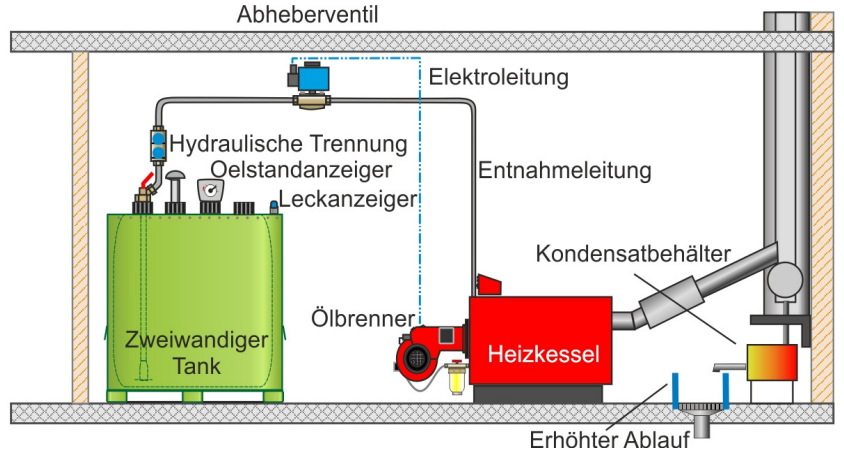 Abheberventil
Elektroleitung
Hydraulische Trennung
Oelstandanzeiger
Entnahmeleitung
Leckanzeiger
Kondensatbehälter
Ölbrenner
Zweiwandiger
Tank
Heizkessel
Erhöhter Ablauf